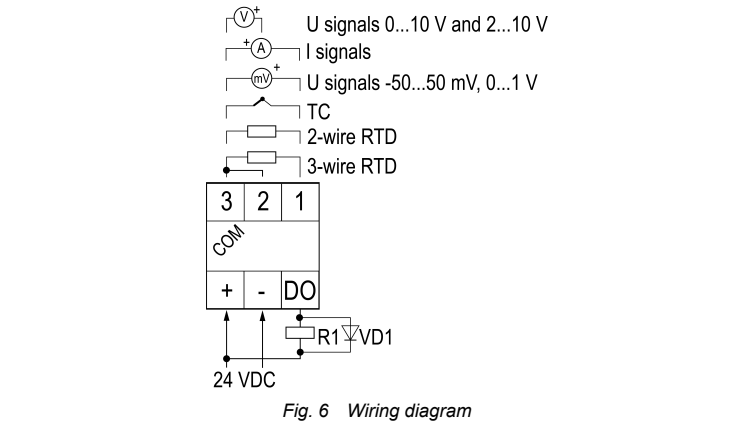 V +
U signals 0...10 V and 2...10 V
+ A
I signals
mV +
U signals -50...50 mV, 0...1 V
TC
2-wire RTD
3-wire RTD
3 2 1
COM
+ - DO
R1 VD1
24 VDC
Fig. 6 Wiring diagram